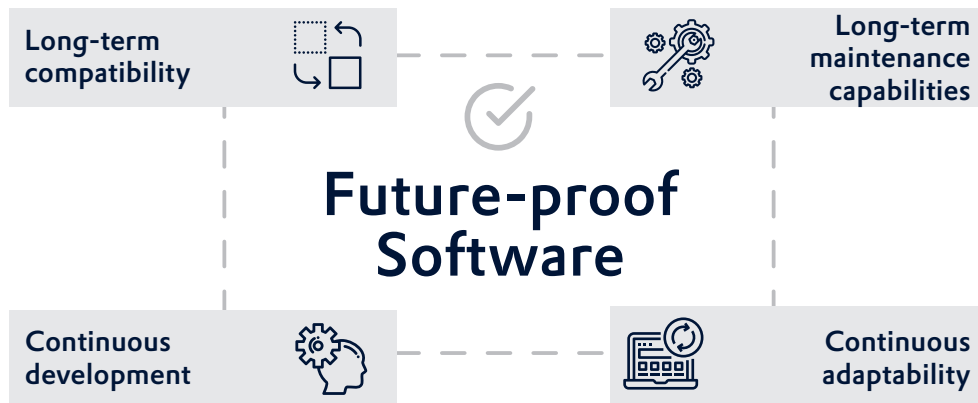 Long-term
compatibility
Long-term
maintenance
capabilities
Future-proof
Software
Continuous
development
Continuous
adaptability